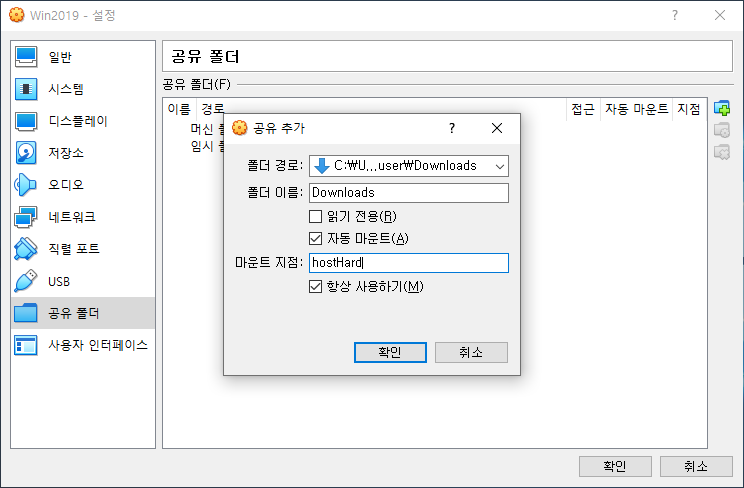 Win2019 - 설정
일반
시스템
디스플레이
저장소
오디오
네트워크
직렬 포트
USB
공유 폴더
사용자 인터페이스
공유 폴더
공유 폴더(F)
이름 경로 접근 자동 마운트 지점
머신
임시
공유 추가
폴더 경로: C:₩U...user₩Downloads
폴더 이름: Downloads
읽기 전용(R)
자동 마운트(A)
마운트 지점: hostHard
항상 사용하기(M)
확인 취소
확인 취소